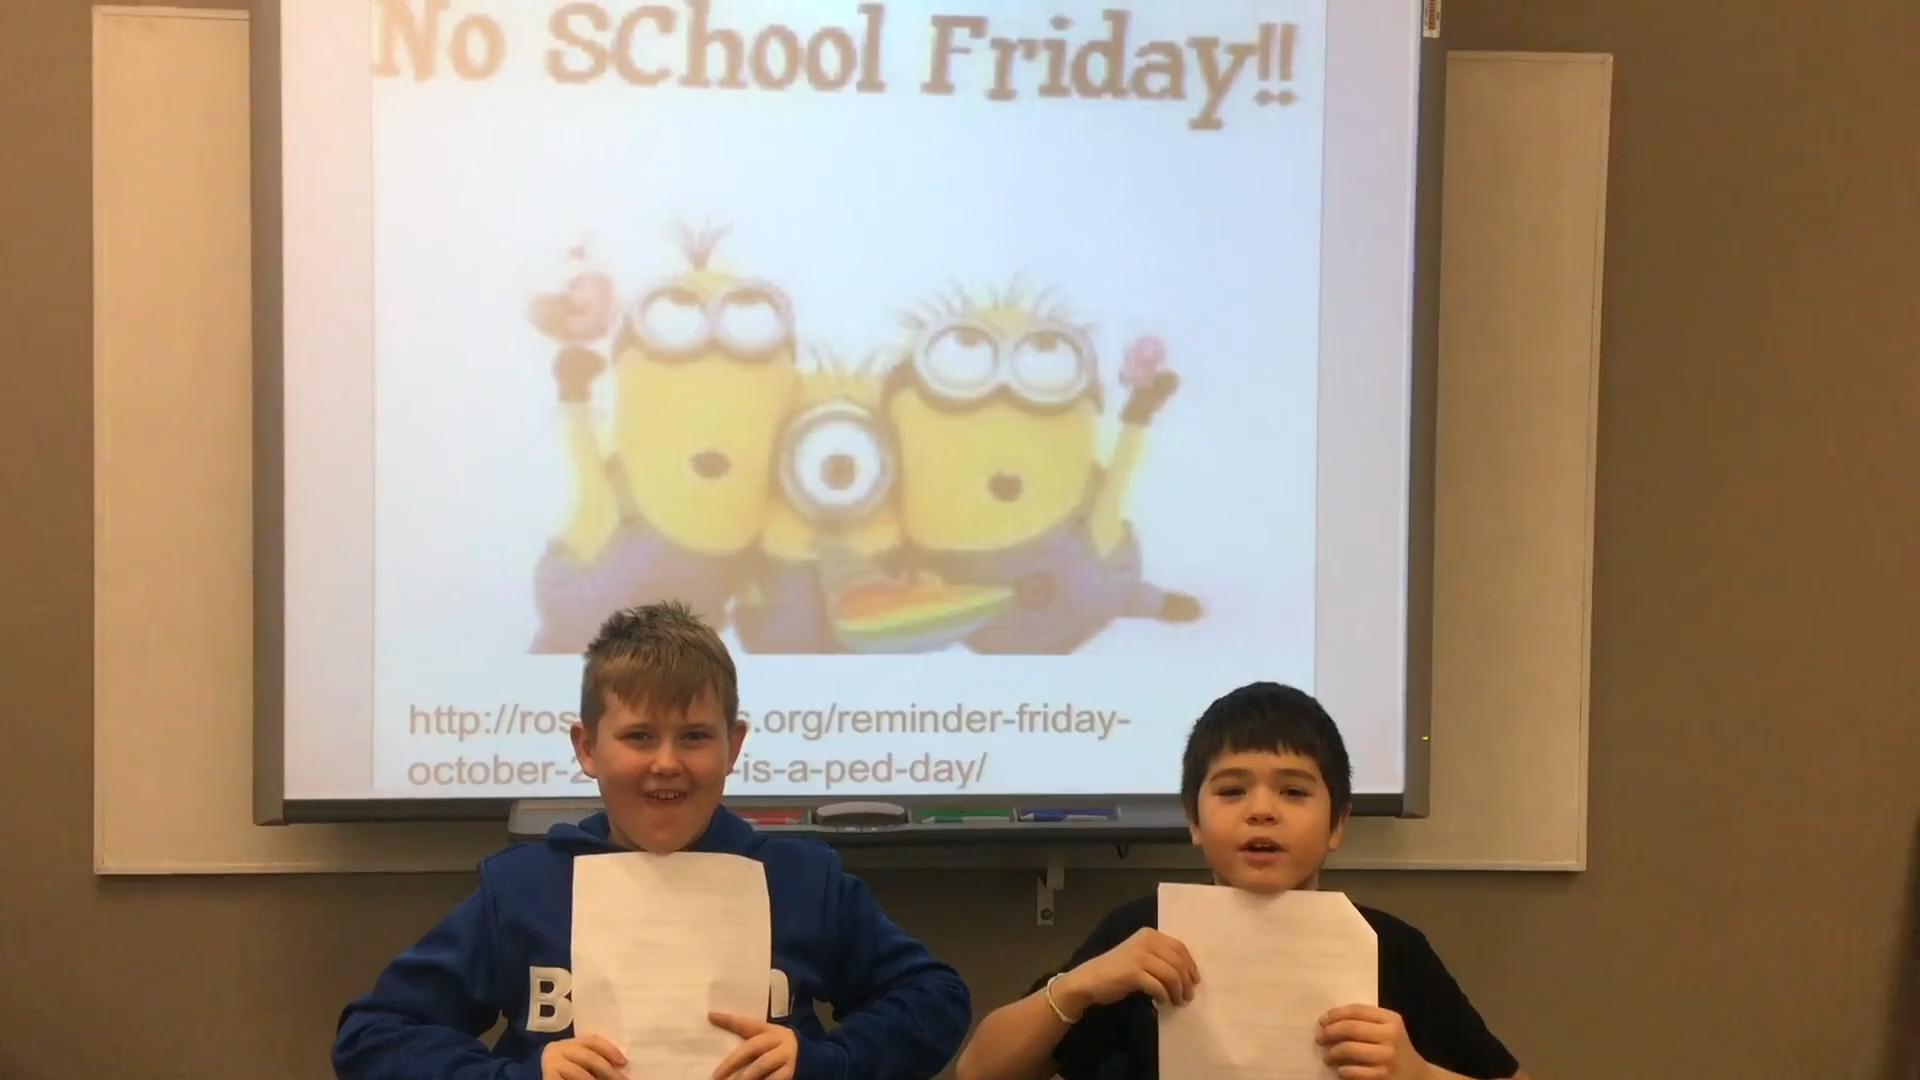 No SChool Friday!!
http://ros s.org/reminder-friday-
october-2 -is-a-ped-day/
B